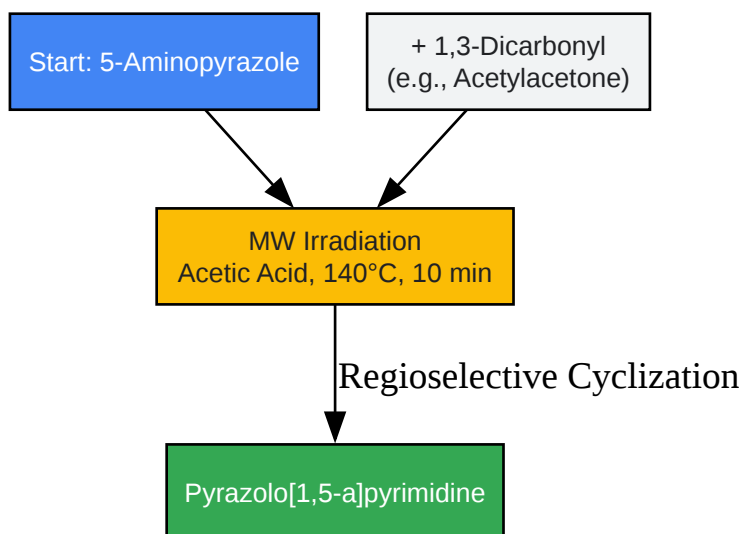 Start: 5-Aminopyrazole
+ 1,3-Dicarbonyl
(e.g., Acetylacetone)
MW Irradiation
Acetic Acid, 140°C, 10 min
Regioselective Cyclization
Pyrazolo[1,5-a]pyrimidine